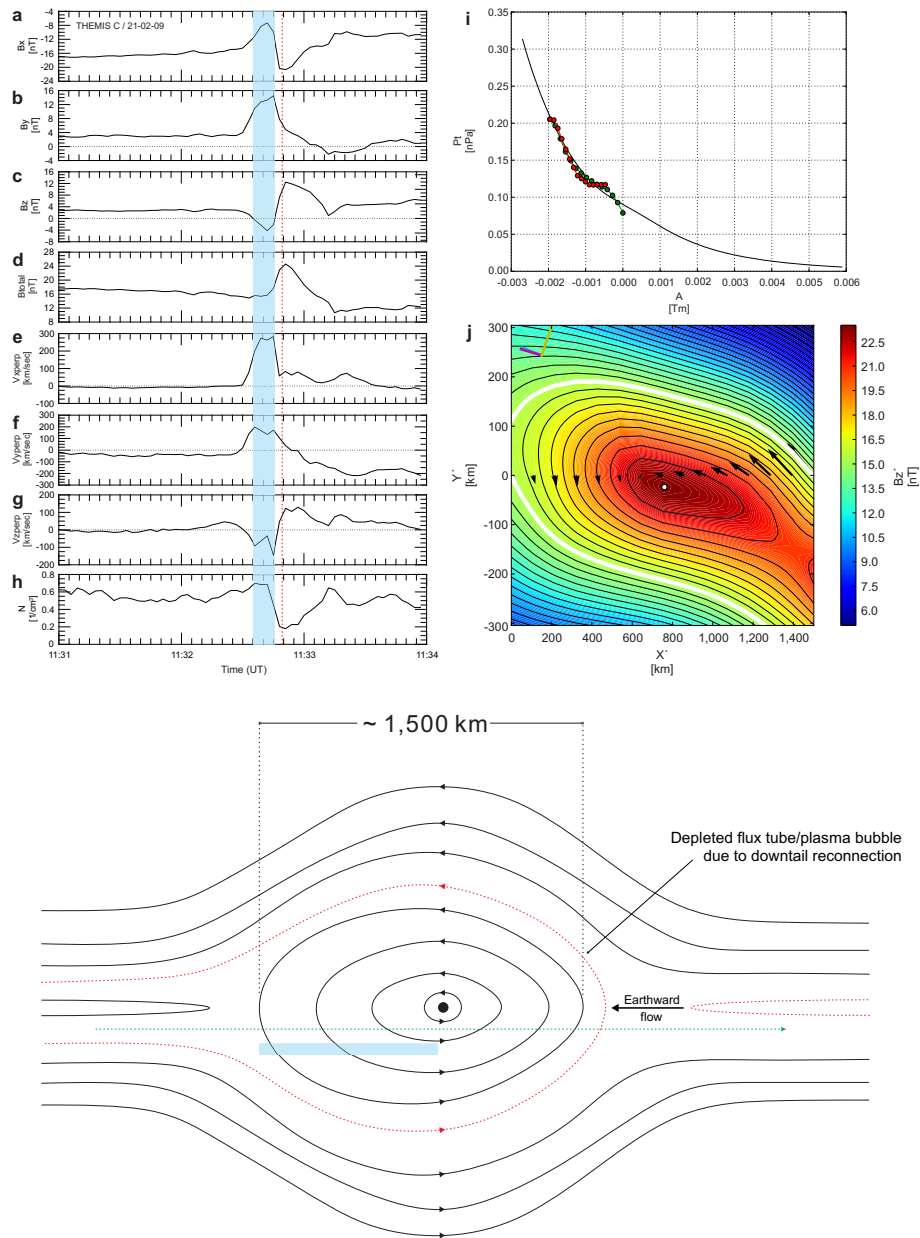 a
THEMIS C / 21-02-09
Bx
[nT]
-4
-8
-12
-16
-20
-24
b
By
[nT]
16
12
8
4
0
-4
c
Bz
[nT]
16
12
8
4
0
-4
-8
d
Btotal
[nT]
28
24
20
16
12
8
e
Vxperp
[km/sec]
300
200
100
0
-100
f
Vyperp
[km/sec]
300
200
100
0
-100
-200
-300
g
Vzperp
[km/sec]
200
100
0
-100
-200
h
N
[1/cm³]
0.8
0.6
0.4
0.2
0
11:31 11:32 11:33 11:34
Time (UT)
i
Pt
[nPa]
0.35
0.30
0.25
0.20
0.15
0.10
0.05
0.00
-0.003 -0.002 -0.001 0.000 0.001 0.002 0.003 0.004 0.005 0.006
A
[Tm]
j
Y´
[km]
300
200
100
0
-100
-200
-300
0 200 400 600 800 1,000 1,200 1,400
X´
[km]
22.5
21.0
19.5
18.0
16.5
15.0
13.5
12.0
10.5
9.0
7.5
6.0
Bz´
[nT]
~ 1,500 km
Depleted flux tube/plasma bubble
due to downtail reconnection
Earthward
flow